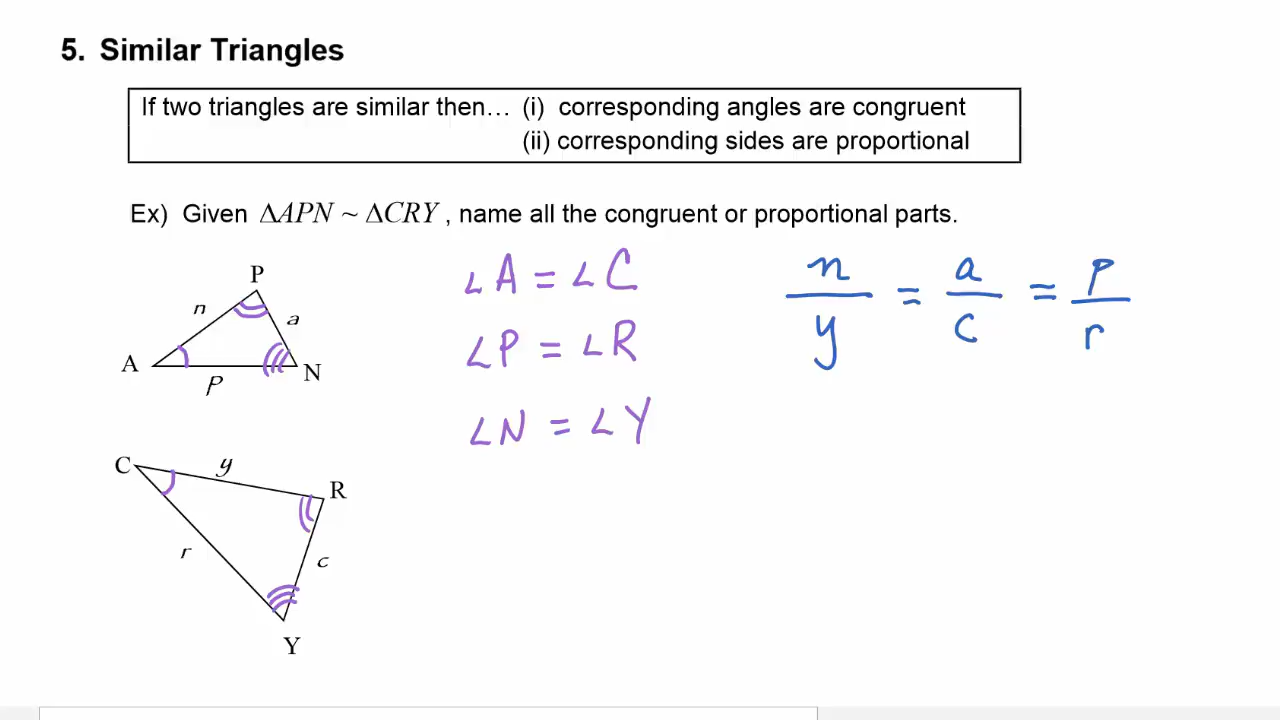 5. Similar Triangles
If two triangles are similar then… (i) corresponding angles are congruent
(ii) corresponding sides are proportional
Ex) Given ΔAPN ~ ΔCRY , name all the congruent or proportional parts.
P
n
a
A
N
p
∠A = ∠C
∠P = ∠R
∠N = ∠Y
n/y = a/c = p/r
C
y
R
r
c
Y